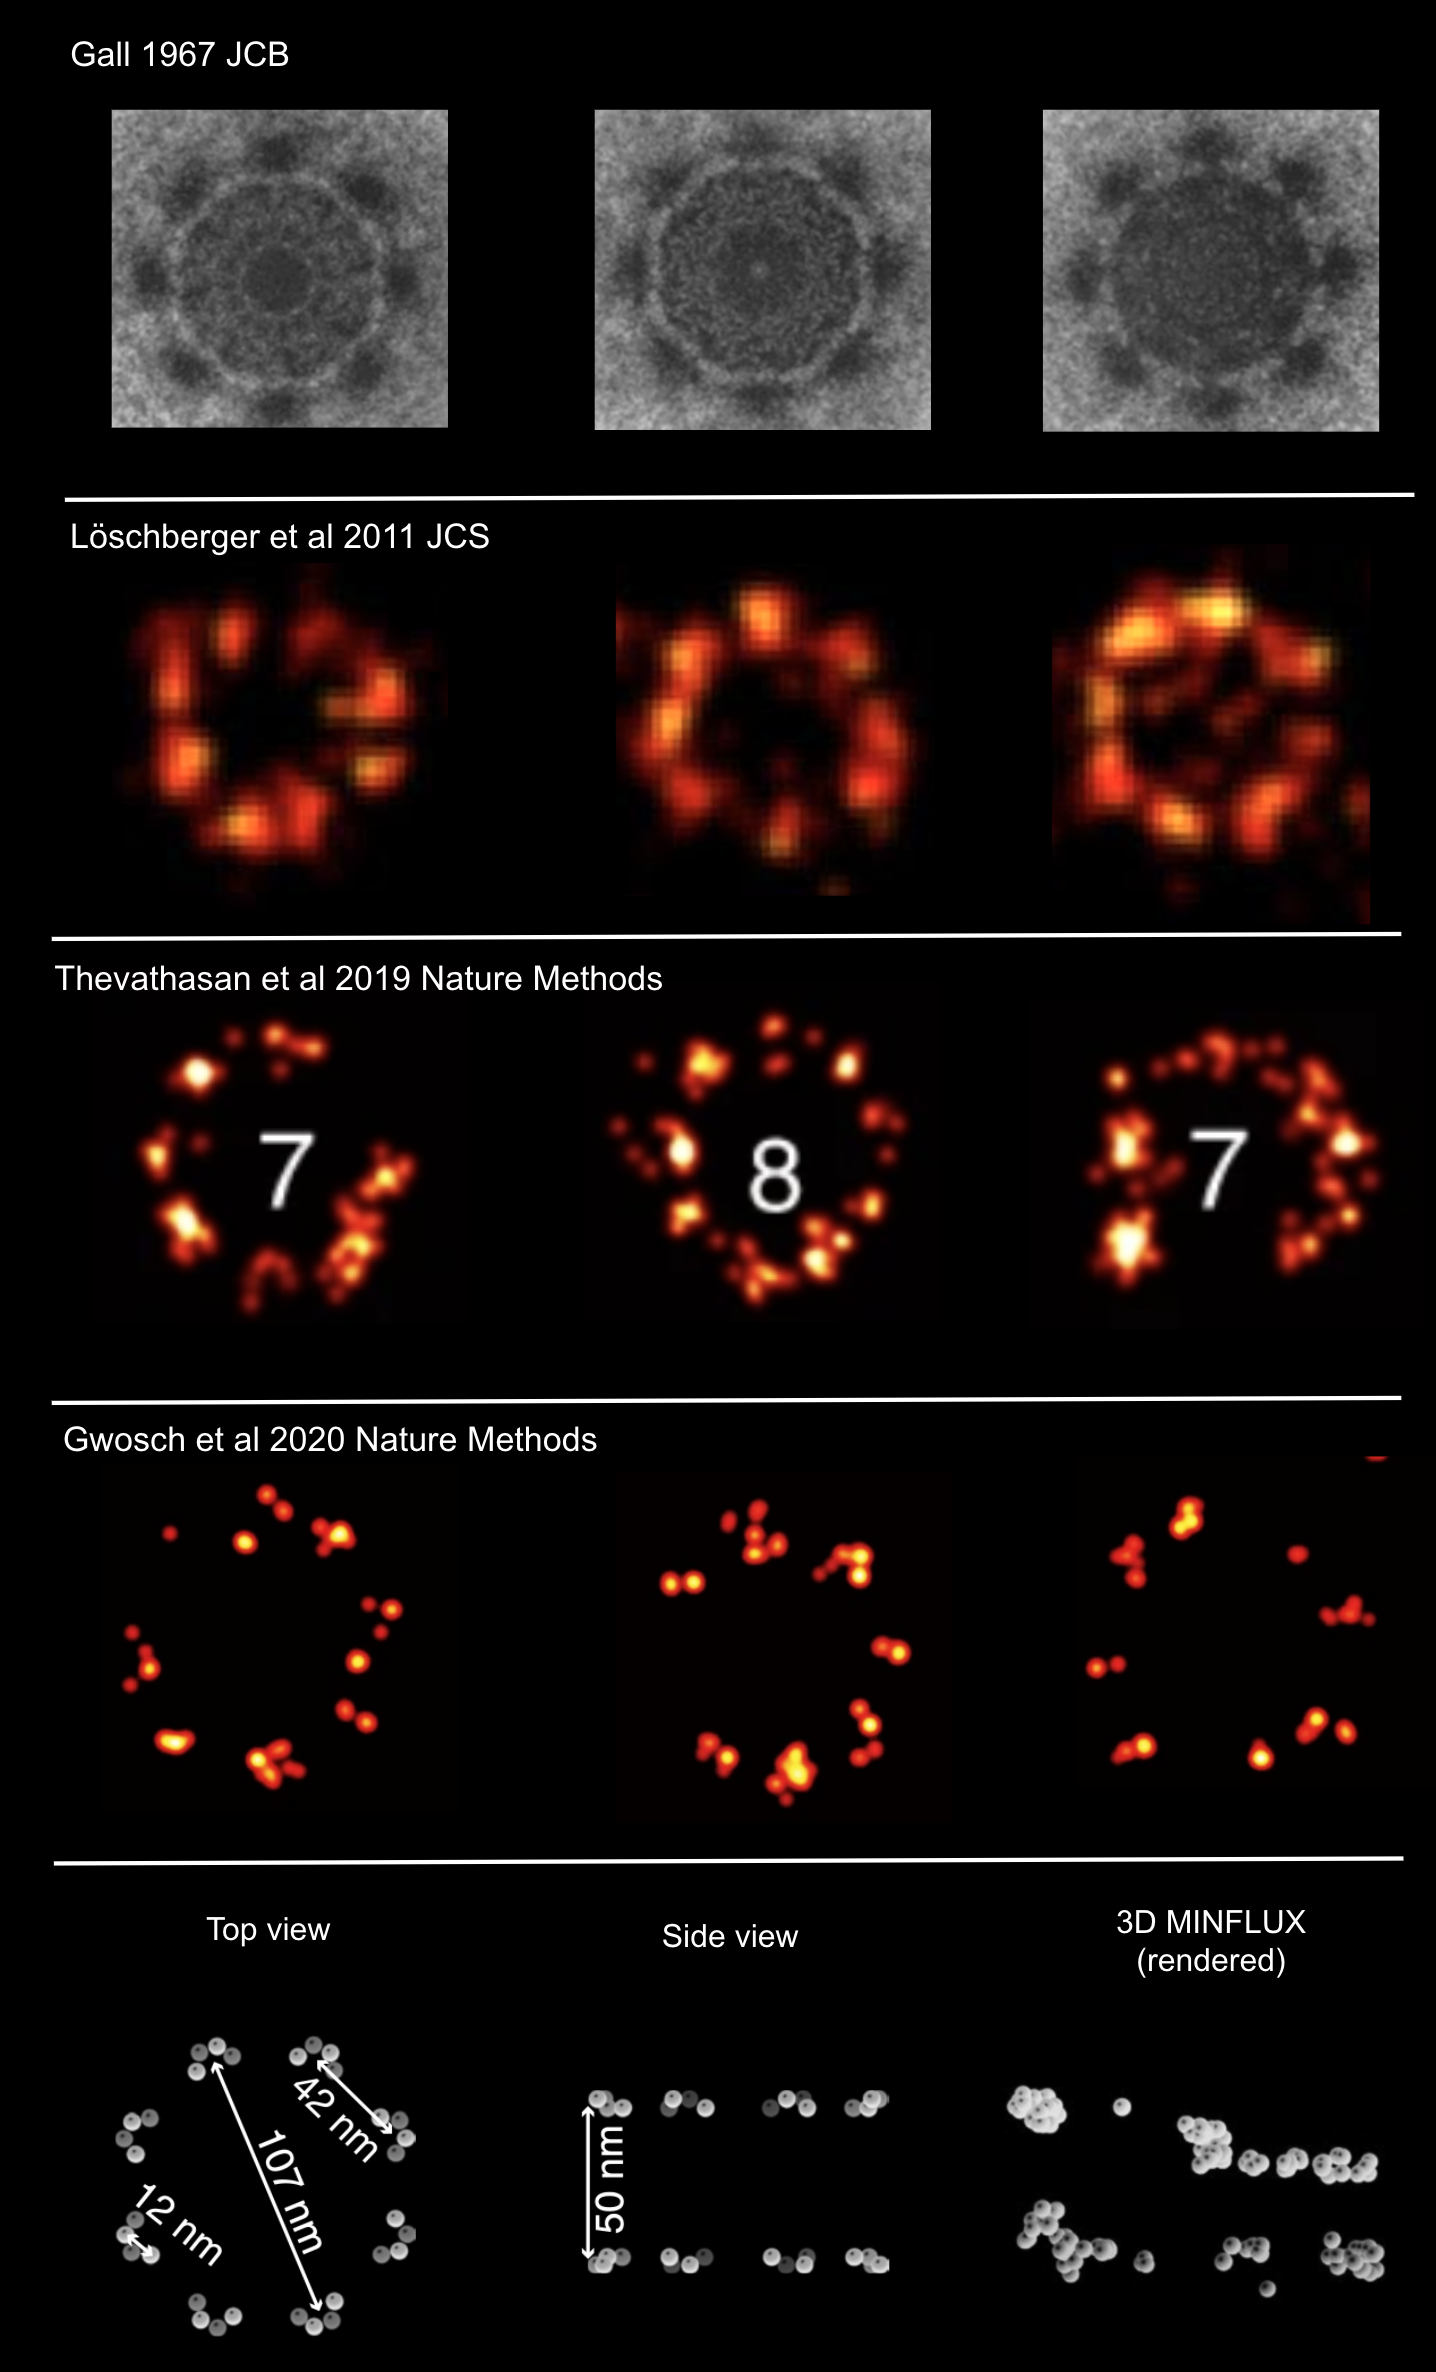 Gall 1967 JCB
Löschberger et al 2011 JCS
Thevathasan et al 2019 Nature Methods
7
8
7
Gwosch et al 2020 Nature Methods
Top view
Side view
3D MINFLUX
(rendered)
42 nm
107 nm
12 nm
50 nm